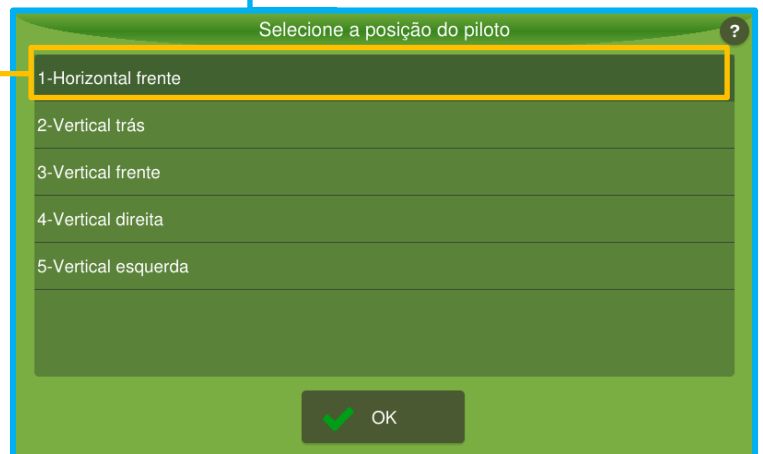 Selecione a posição do piloto
?
1-Horizontal frente
2-Vertical trás
3-Vertical frente
4-Vertical direita
5-Vertical esquerda
OK